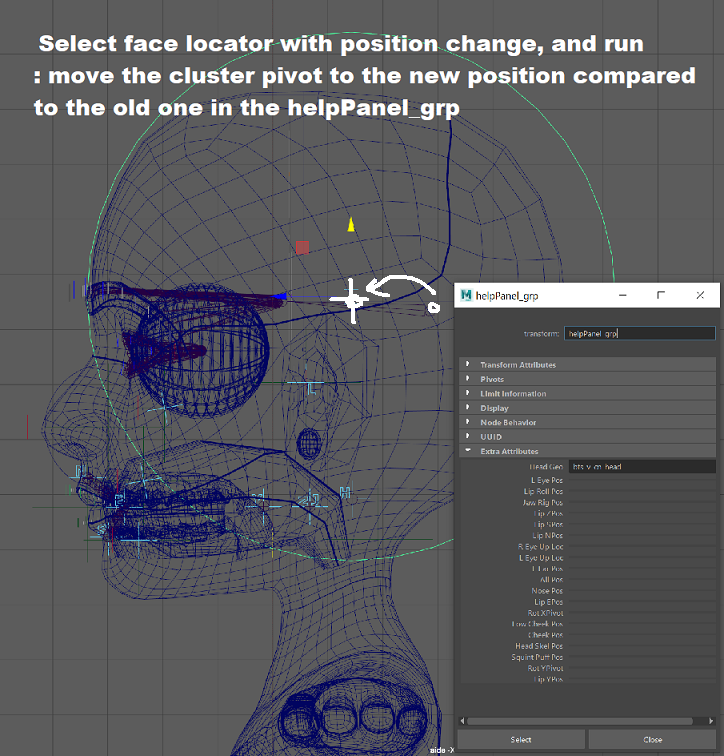 Select face locator with position change, and run
: move the cluster pivot to the new position compared
to the old one in the helpPanel_grp
helpPanel_grp
transform: helpPanel_grp
Transform Attributes
Pivots
Limit Information
Display
Node Behavior
UUID
Extra Attributes
Head Geo bts_v_cn_head
L Eye Pos
Lip Roll Pos
Jaw Rig Pos
Lip ZPos
Lip SPos
Lip NPos
R Eye Up Loc
L Eye Up Loc
L Ear Pos
All Pos
Nose Pos
Lip EPos
Rot XPivot
Low Cheek Pos
Cheek Pos
Head Skel Pos
Squint Puff Pos
Rot YPivot
Lip YPos
Select Close
side -X